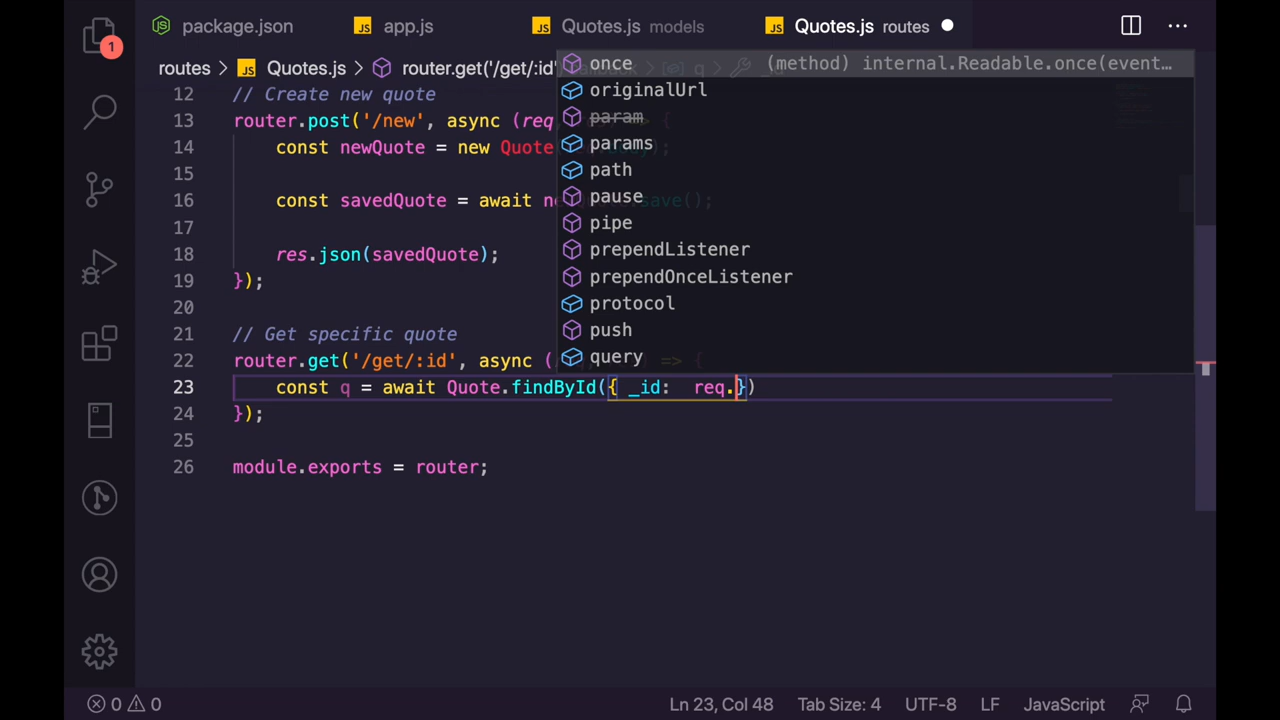 package.json app.js Quotes.js models Quotes.js routes
1
routes > Quotes.js > router.get('/get/:id'
once (method) internal.Readable.once(event…
originalUrl
param
params
path
pause
pipe
prependListener
prependOnceListener
protocol
push
query
12 // Create new quote
13 router.post('/new', async (req
14 const newQuote = new Quote
15
16 const savedQuote = await ne save();
17
18 res.json(savedQuote);
19 });
20
21 // Get specific quote
22 router.get('/get/:id', async ( => {
23 const q = await Quote.findById({ _id: req.})
24 });
25
26 module.exports = router;
0 0 Ln 23, Col 48 Tab Size: 4 UTF-8 LF JavaScript